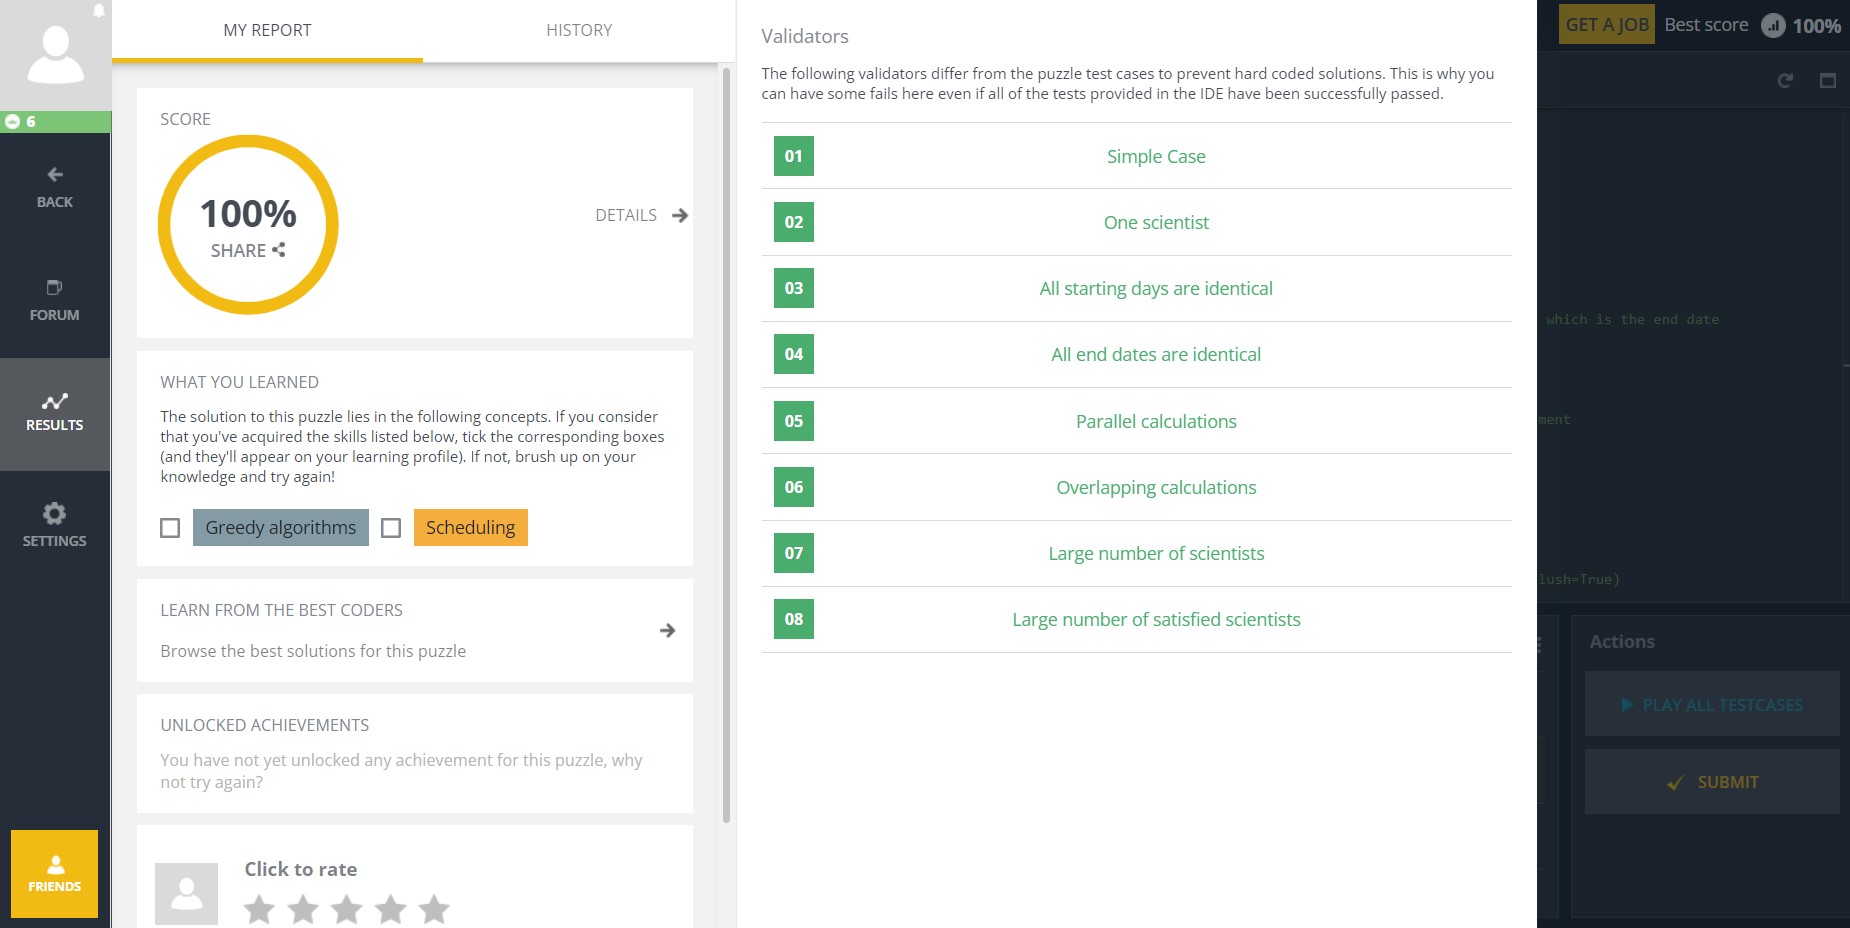 6
BACK
FORUM
RESULTS
SETTINGS
FRIENDS
MY REPORT
HISTORY
SCORE
100%
SHARE
DETAILS
WHAT YOU LEARNED
The solution to this puzzle lies in the following concepts. If you consider
that you've acquired the skills listed below, tick the corresponding boxes
(and they'll appear on your learning profile). If not, brush up on your
knowledge and try again!
Greedy algorithms
Scheduling
LEARN FROM THE BEST CODERS
Browse the best solutions for this puzzle
UNLOCKED ACHIEVEMENTS
You have not yet unlocked any achievement for this puzzle, why
not try again?
Click to rate
Validators
The following validators differ from the puzzle test cases to prevent hard coded solutions. This is why you
can have some fails here even if all of the tests provided in the IDE have been successfully passed.
01 Simple Case
02 One scientist
03 All starting days are identical
04 All end dates are identical
05 Parallel calculations
06 Overlapping calculations
07 Large number of scientists
08 Large number of satisfied scientists
GET A JOB Best score 100%
which is the end date
ment
lush=True)
Actions
PLAY ALL TESTCASES
SUBMIT